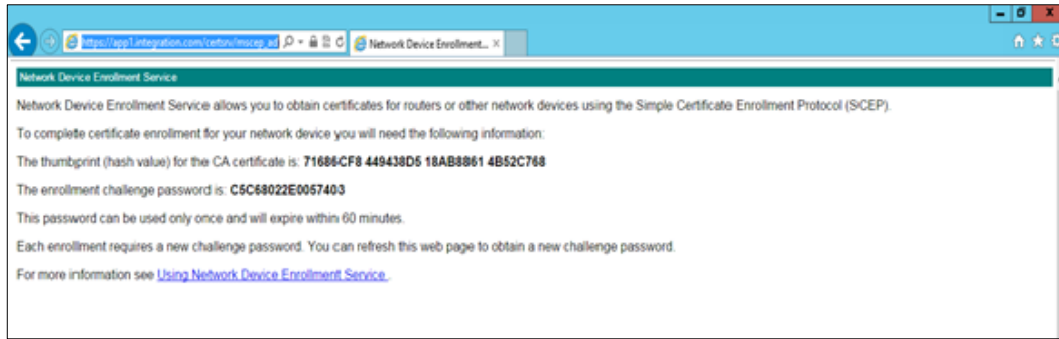 https://app1.integration.com/certsrv/mscep_ad
Network Device Enrollment...
Network Device Enrollment Service
Network Device Enrollment Service allows you to obtain certificates for routers or other network devices using the Simple Certificate Enrollment Protocol (SCEP).
To complete certificate enrollment for your network device you will need the following information:
The thumbprint (hash value) for the CA certificate is: 71686CF8 449438D5 18AB8861 4B52C768
The enrollment challenge password is: C5C68022E0057403
This password can be used only once and will expire within 60 minutes.
Each enrollment requires a new challenge password. You can refresh this web page to obtain a new challenge password.
For more information see Using Network Device Enrollment Service.